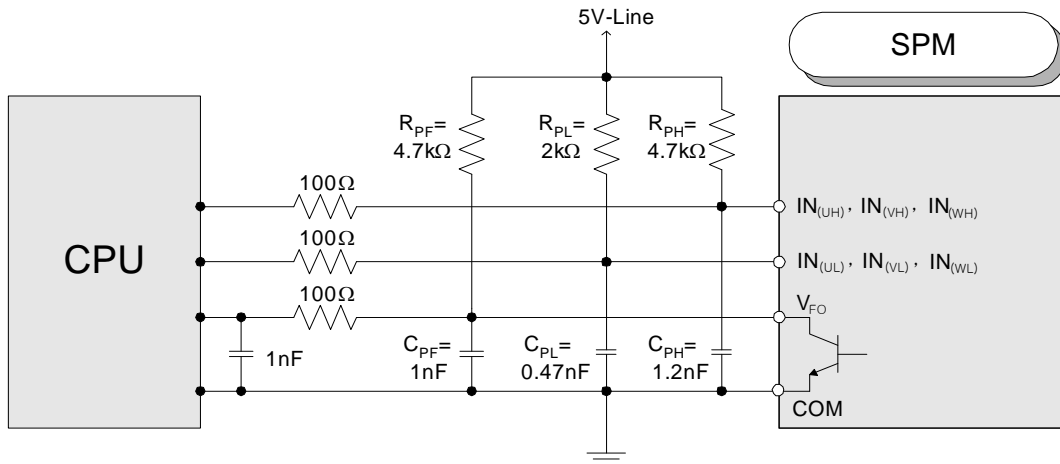 5V-Line
SPM
R_PF=
4.7kΩ
R_PL=
2kΩ
R_PH=
4.7kΩ
100Ω
IN_(UH), IN_(VH), IN_(WH)
CPU
100Ω
IN_(UL), IN_(VL), IN_(WL)
100Ω
V_FO
1nF
C_PF=
1nF
C_PL=
0.47nF
C_PH=
1.2nF
COM